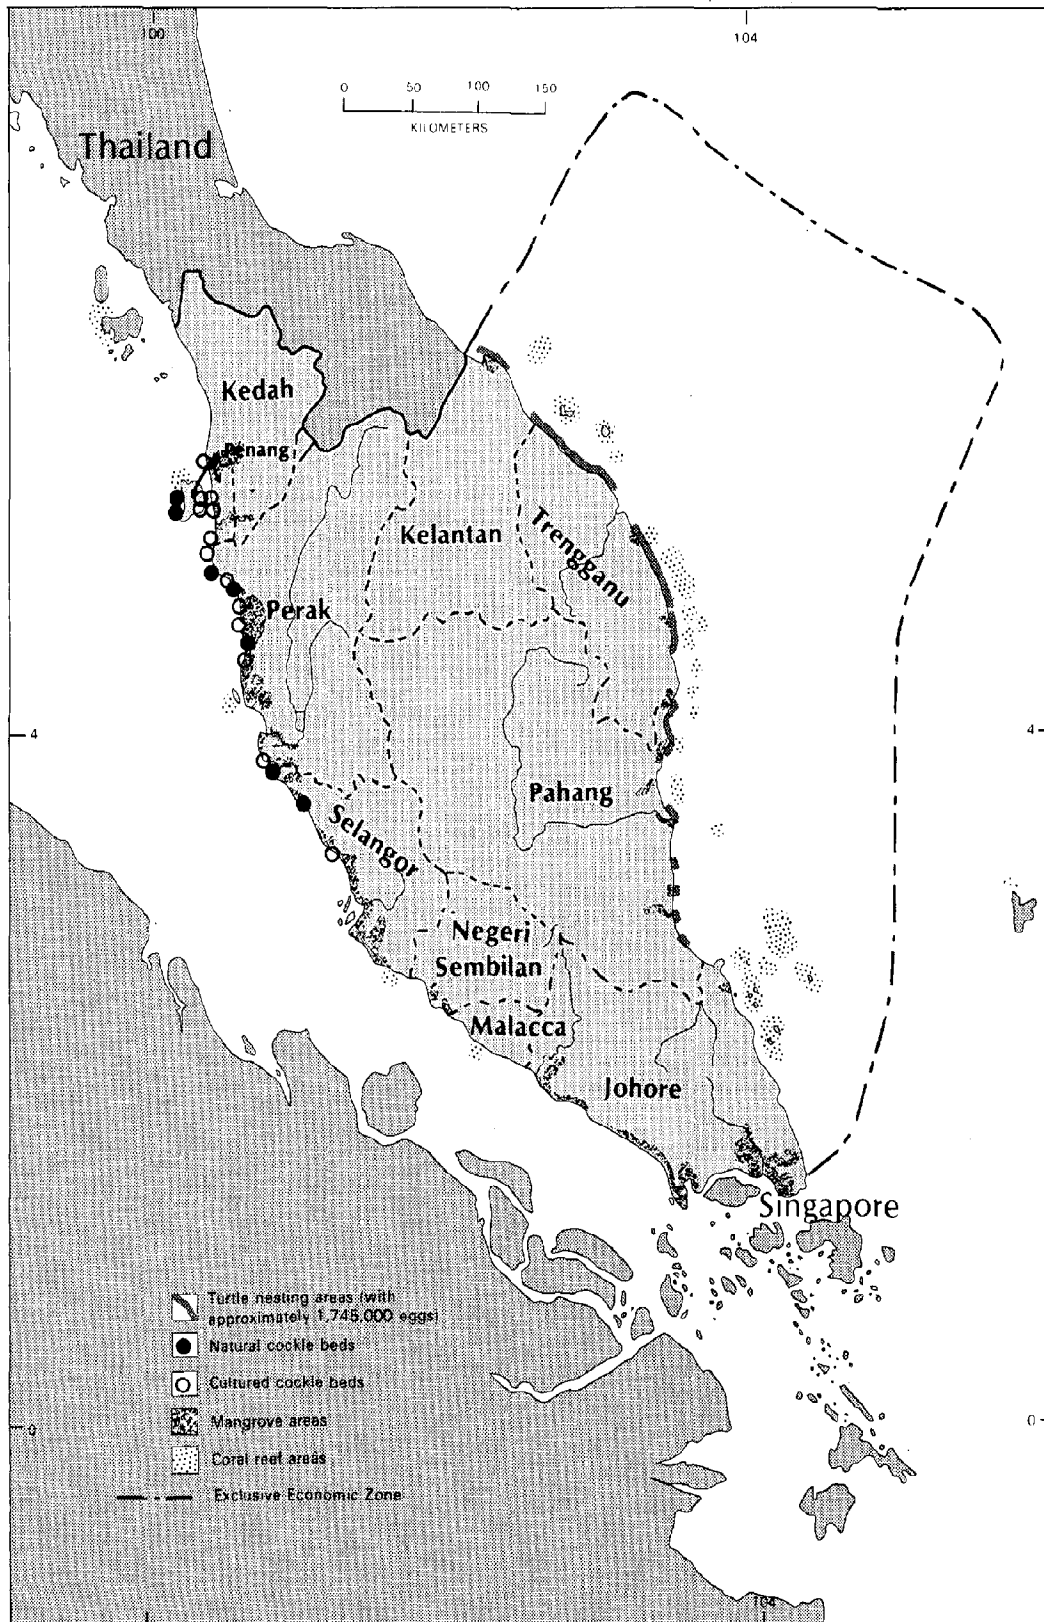 100
104
0 50 100 150
KILOMETERS
Thailand
Kedah
Penang
Kelantan
Trengganu
Perak
4
4
Pahang
Selangor
Negeri
Sembilan
Malacca
Johore
Singapore
Turtle nesting areas (with
approximately 1,745,000 eggs)
Natural cockle beds
Cultured cockle beds
Mangrove areas
0
0
Coral reef areas
Exclusive Economic Zone
104